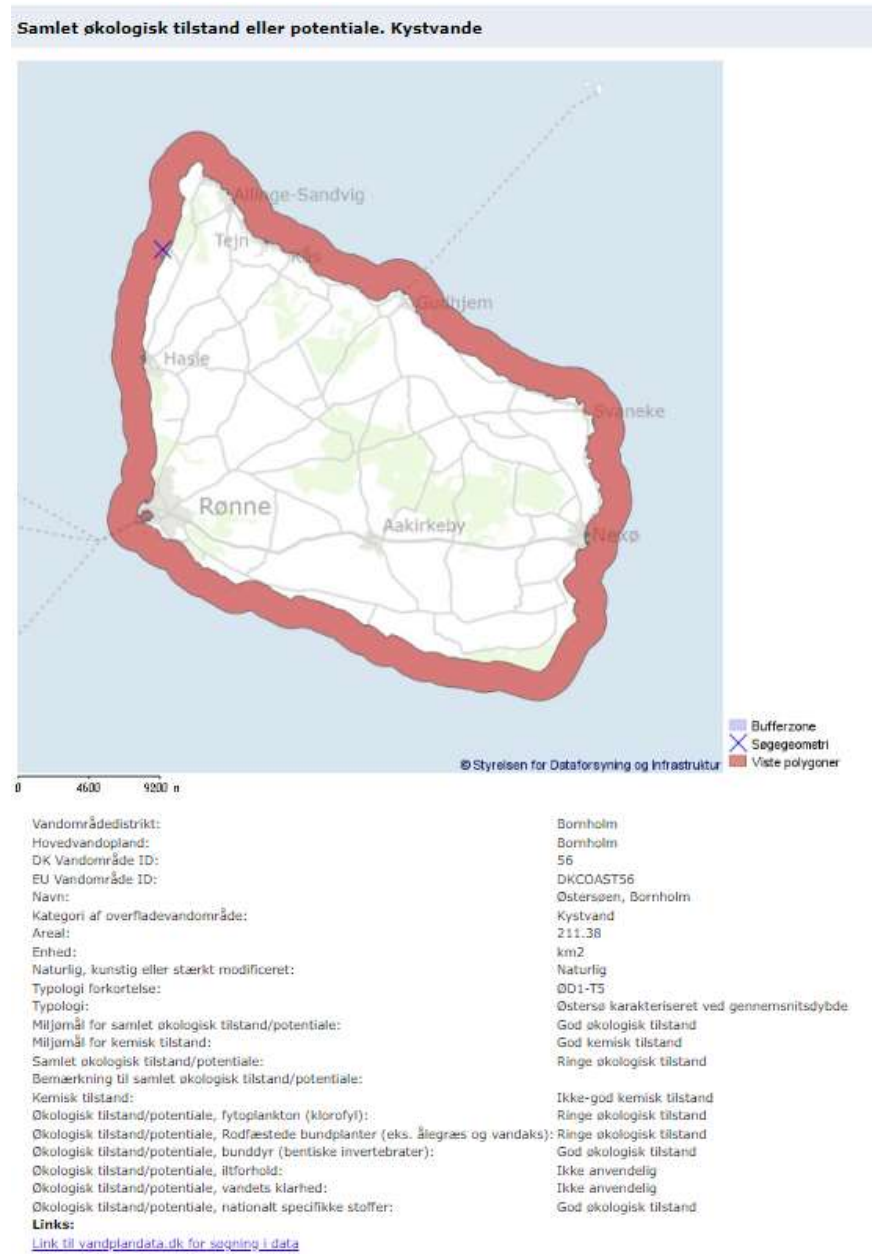 Samlet økologisk tilstand eller potentiale. Kystvande
Allinge-Sandvig
Tejn
Rås
Gudhjem
Hasle
Svaneke
Rønne
Aakirkeby
Nexø
Bufferzone
Søgegeometri
© Styrelsen for Dataforsyning og Infrastruktur
Viste polygoner
0 4600 9200 m
Vandområdedistrikt: Bornholm
Hovedvandopland: Bornholm
DK Vandområde ID: 56
EU Vandområde ID: DKCOAST56
Navn: Østersøen, Bornholm
Kategori af overfladevandområde: Kystvand
Areal: 211.38
Enhed: km2
Naturlig, kunstig eller stærkt modificeret: Naturlig
Typologi forkortelse: ØD1-T5
Typologi: Østersø karakteriseret ved gennemsnitsdybde
Miljømål for samlet økologisk tilstand/potentiale: God økologisk tilstand
Miljømål for kemisk tilstand: God kemisk tilstand
Samlet økologisk tilstand/potentiale: Ringe økologisk tilstand
Bemærkning til samlet økologisk tilstand/potentiale:
Kemisk tilstand: Ikke-god kemisk tilstand
Økologisk tilstand/potentiale, fytoplankton (klorofyl): Ringe økologisk tilstand
Økologisk tilstand/potentiale, Rodfæstede bundplanter (eks. ålegræs og vandaks): Ringe økologisk tilstand
Økologisk tilstand/potentiale, bunddyr (bentiske invertebrater): God økologisk tilstand
Økologisk tilstand/potentiale, iltforhold: Ikke anvendelig
Økologisk tilstand/potentiale, vandets klarhed: Ikke anvendelig
Økologisk tilstand/potentiale, nationalt specifikke stoffer: God økologisk tilstand
Links:
Link til vandplandata.dk for søgning i data